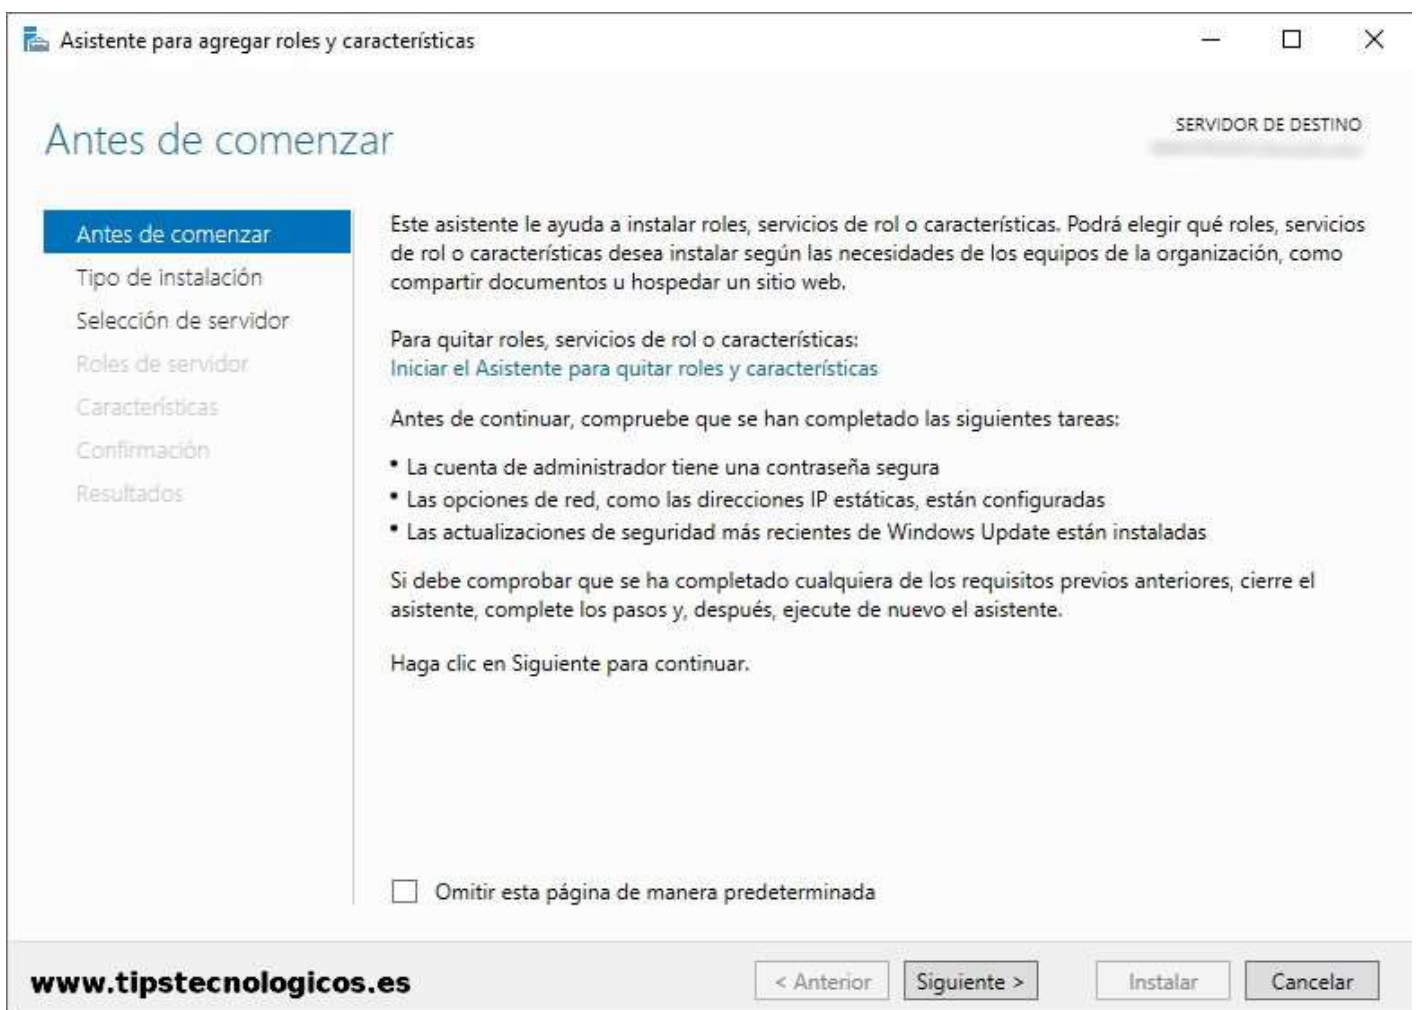 Asistente para agregar roles y características
Antes de comenzar
SERVIDOR DE DESTINO
Antes de comenzar
Tipo de instalación
Selección de servidor
Roles de servidor
Características
Confirmación
Resultados
Este asistente le ayuda a instalar roles, servicios de rol o características. Podrá elegir qué roles, servicios
de rol o características desea instalar según las necesidades de los equipos de la organización, como
compartir documentos u hospedar un sitio web.
Para quitar roles, servicios de rol o características:
Iniciar el Asistente para quitar roles y características
Antes de continuar, compruebe que se han completado las siguientes tareas:
• La cuenta de administrador tiene una contraseña segura
• Las opciones de red, como las direcciones IP estáticas, están configuradas
• Las actualizaciones de seguridad más recientes de Windows Update están instaladas
Si debe comprobar que se ha completado cualquiera de los requisitos previos anteriores, cierre el
asistente, complete los pasos y, después, ejecute de nuevo el asistente.
Haga clic en Siguiente para continuar.
Omitir esta página de manera predeterminada
www.tipstecnologicos.es
< Anterior
Siguiente >
Instalar
Cancelar